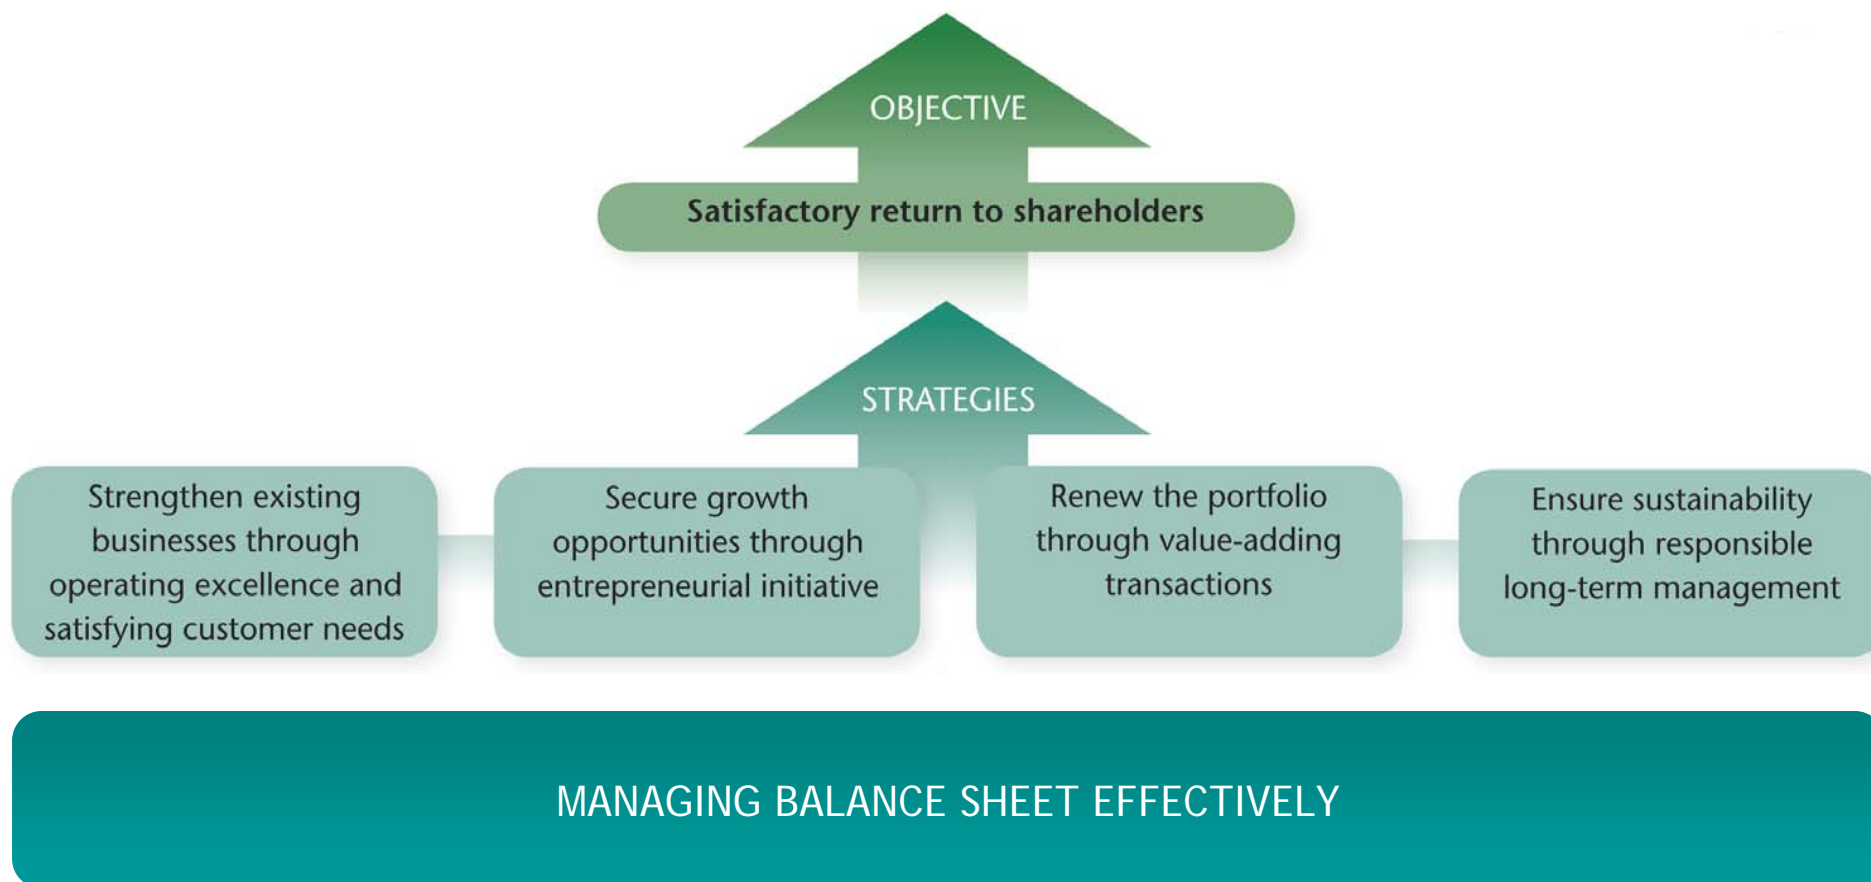 OBJECTIVE
Satisfactory return to shareholders
STRATEGIES
Strengthen existing
businesses through
operating excellence and
satisfying customer needs
Secure growth
opportunities through
entrepreneurial initiative
Renew the portfolio
through value-adding
transactions
Ensure sustainability
through responsible
long-term management
MANAGING BALANCE SHEET EFFECTIVELY